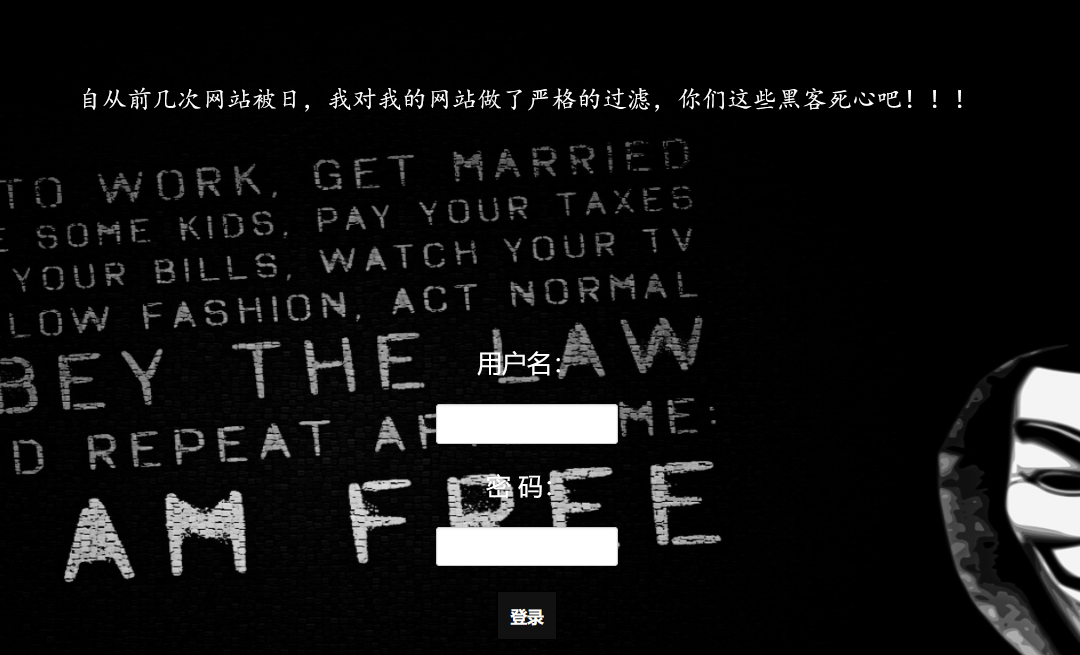 自从前几次网站被日，我对我的网站做了严格的过滤，你们这些黑客死心吧！！！
TO WORK, GET MARRIED
E SOME KIDS, PAY YOUR TAXES
YOUR BILLS, WATCH YOUR TV
LOW FASHION, ACT NORMAL
BEY THE LAW
D REPEAT AF ME:
AM FREE
用户名：
密 码：
登录